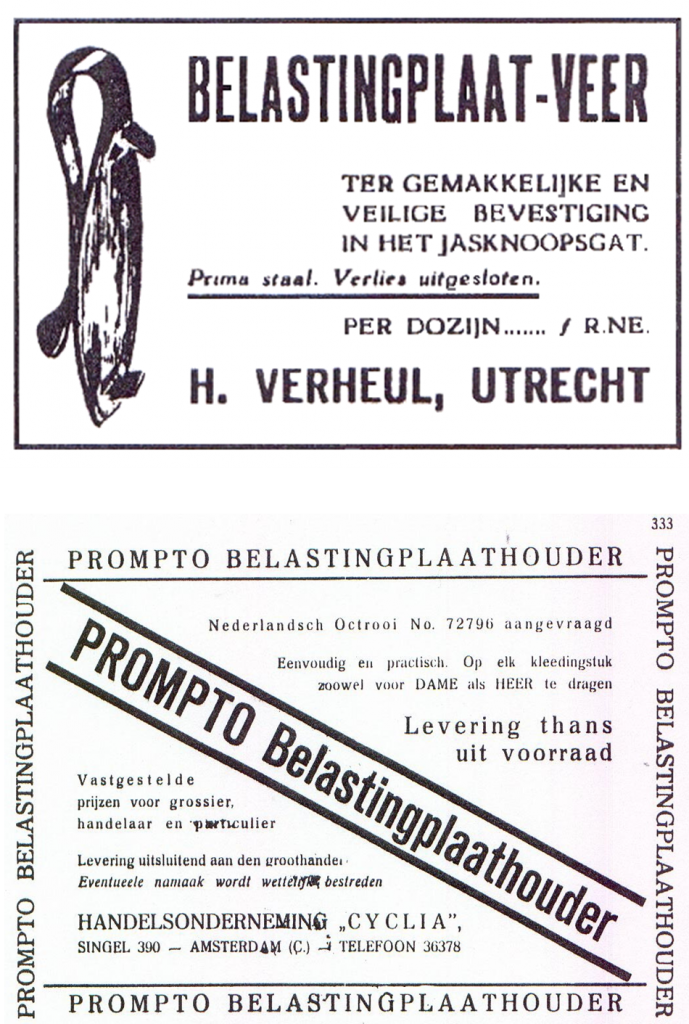 BELASTINGPLAAT-VEER
TER GEMAKKELIJKE EN
VEILIGE BEVESTIGING
IN HET JASKNOOPSGAT.
Prima staal. Verlies uitgesloten.
PER DOZIJN....... ƒ R.NE.
H. VERHEUL, UTRECHT
333
PROMPTO BELASTINGPLAATHOUDER
PROMPTO BELASTINGPLAATHOUDER
PROMPTO BELASTINGPLAATHOUDER
Nederlandsch Octrooi No. 72796 aangevraagd
Eenvoudig en practisch. Op elk kleedingstuk
zoowel voor DAME als HEER te dragen
PROMPTO Belastingplaathouder
Levering thans
uit voorraad
Vastgestelde
prijzen voor grossier,
handelaar en particulier
Levering uitsluitend aan den groothandel
Eventueele namaak wordt wettelijk bestreden
HANDELSONDERNEMING „CYCLIA”,
SINGEL 390 — AMSTERDAM (C.) — TELEFOON 36378
PROMPTO BELASTINGPLAATHOUDER